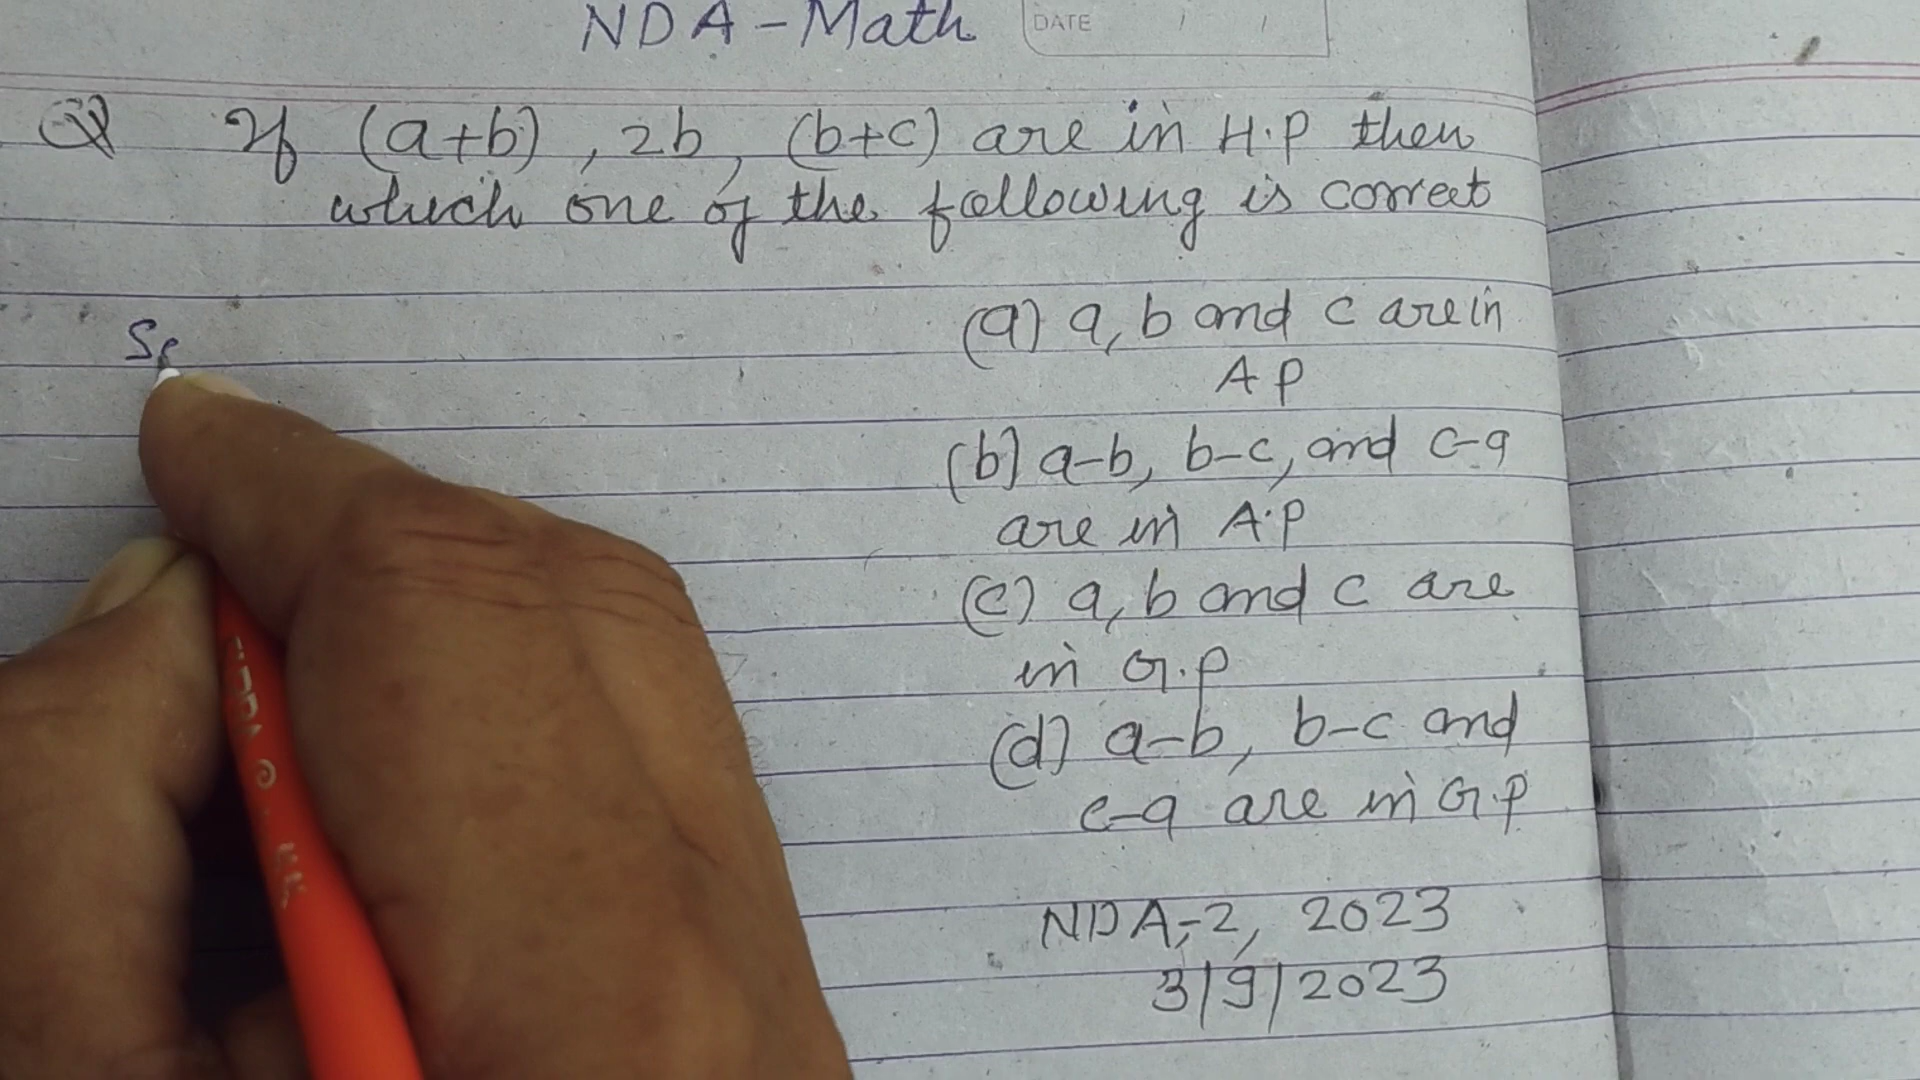 NDA-Math
DATE / /
Q If (a+b), 2b, (b+c) are in H.P then
which one of the following is correct
(a) a, b and c are in
A P
(b) a-b, b-c, and c-a
are in A.P
(c) a, b and c are
in G.P
(d) a-b, b-c and
c-a are in G.P
NDA-2, 2023
3/9/2023